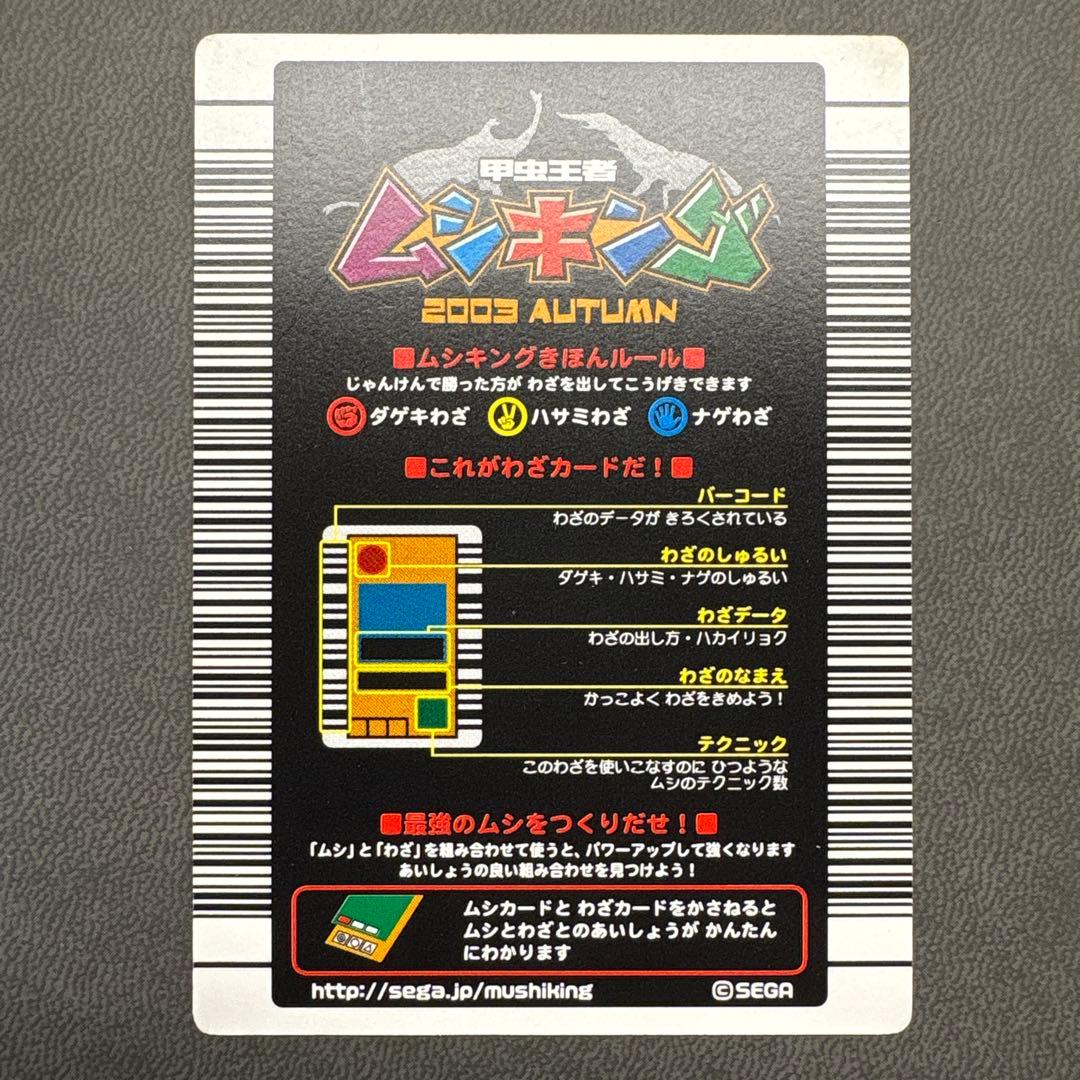 甲虫王者
ムシキング
2003 AUTUMN
■ムシキングきほんルール■
じゃんけんで勝った方が わざを出してこうげきできます
ダゲキわざ ハサミわざ ナゲわざ
■これがわざカードだ！■
バーコード
わざのデータが きろくされている
わざのしゅるい
ダゲキ・ハサミ・ナゲのしゅるい
わざデータ
わざの出し方・ハカイリョク
わざのなまえ
かっこよく わざをきめよう！
テクニック
このわざを使いこなすのに ひつような
ムシのテクニック数
■最強のムシをつくりだせ！■
「ムシ」と「わざ」を組み合わせて使うと、パワーアップして強くなります
あいしょうの良い組み合わせを見つけよう！
ムシカードと わざカードをかさねると
ムシとわざとのあいしょうが かんたん
にわかります
http://sega.jp/mushiking ©SEGA